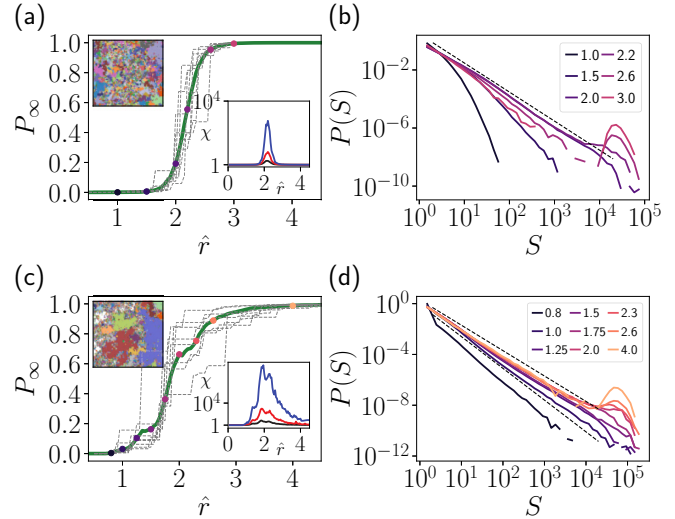 (a)
1.0
0.8
0.6
0.4
0.2
0.0
P∞
2
3
4
1
r̂
10⁴
χ
1
0
2
r̂
4
(b)
10⁻²
10⁻⁶
10⁻¹⁰
P(S)
10⁰ 10¹ 10² 10³ 10⁴ 10⁵
S
1.0 2.2
1.5 2.6
2.0 3.0
(c)
1.0
0.8
0.6
0.4
0.2
0.0
P∞
1 2 3 4
r̂
χ
10⁴
1
0 2 r̂ 4
(d)
10⁰
10⁻⁴
10⁻⁸
10⁻¹²
P(S)
10⁰ 10¹ 10² 10³ 10⁴ 10⁵
S
0.8 1.5 2.3
1.0 1.75 2.6
1.25 2.0 4.0